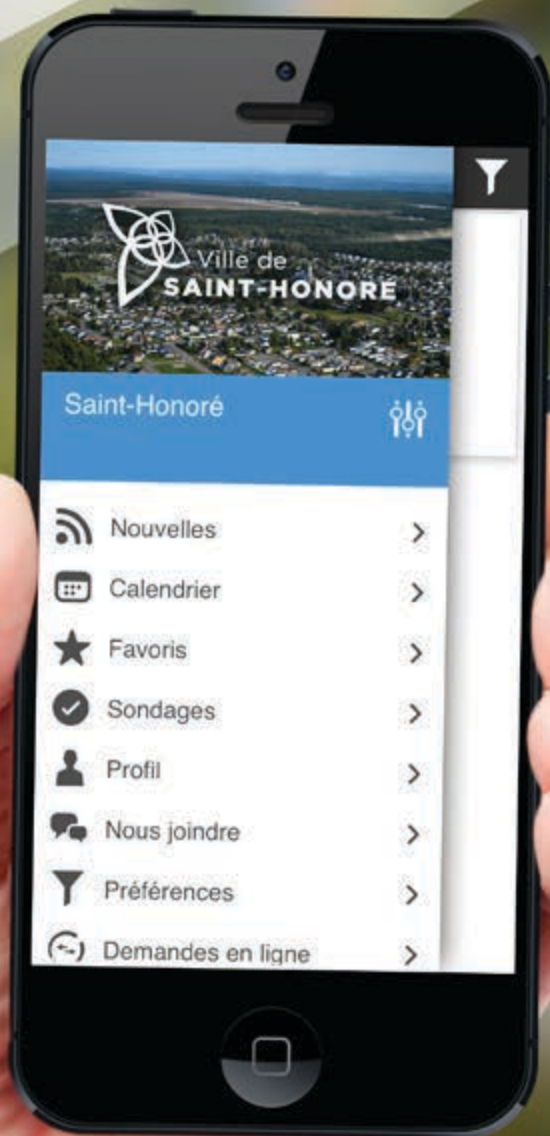 Ville de
SAINT-HONORÉ
Saint-Honoré
Nouvelles
Calendrier
Favoris
Sondages
Profil
Nous joindre
Préférences
Demandes en ligne